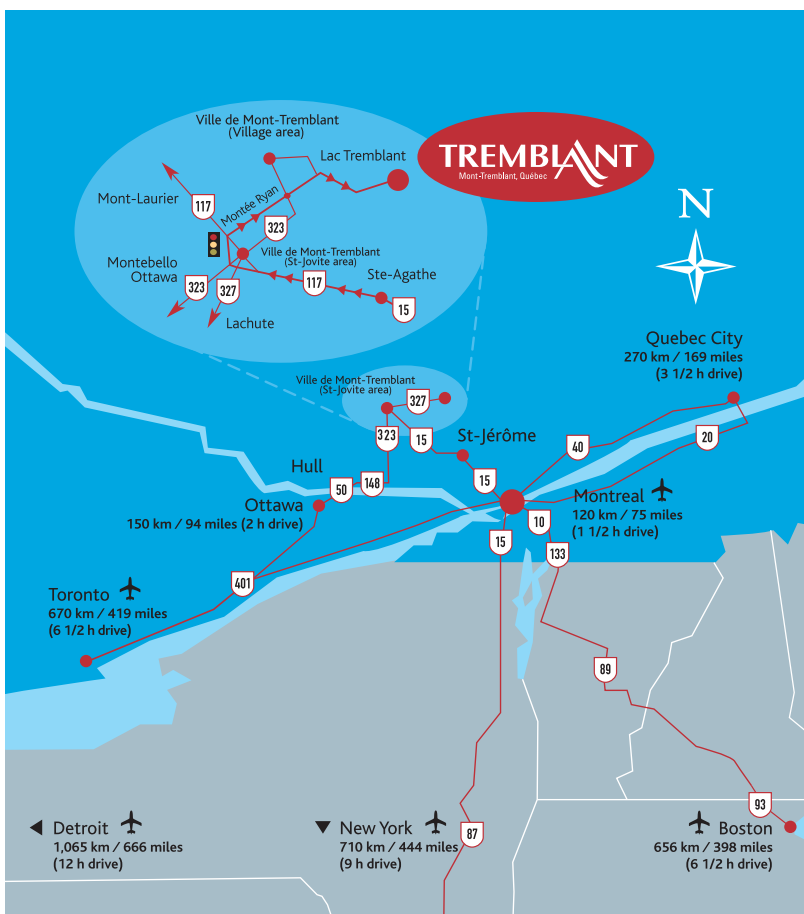 Ville de Mont-Tremblant
(Village area)
Lac Tremblant
TREMBLANT
Mont-Tremblant, Québec
Mont-Laurier
117
Montée Ryan
323
N
Ville de Mont-Tremblant
(St-Jovite area)
Montebello
Ottawa
323
327
117
Ste-Agathe
15
Lachute
Quebec City
270 km / 169 miles
(3 1/2 h drive)
Ville de Mont-Tremblant
(St-Jovite area)
327
323
15
St-Jérôme
40
20
Hull
50
148
15
Montreal
120 km / 75 miles
(1 1/2 h drive)
Ottawa
150 km / 94 miles (2 h drive)
10
15
133
401
Toronto
670 km / 419 miles
(6 1/2 h drive)
89
93
Detroit
1,065 km / 666 miles
(12 h drive)
New York
710 km / 444 miles
(9 h drive)
87
Boston
656 km / 398 miles
(6 1/2 h drive)